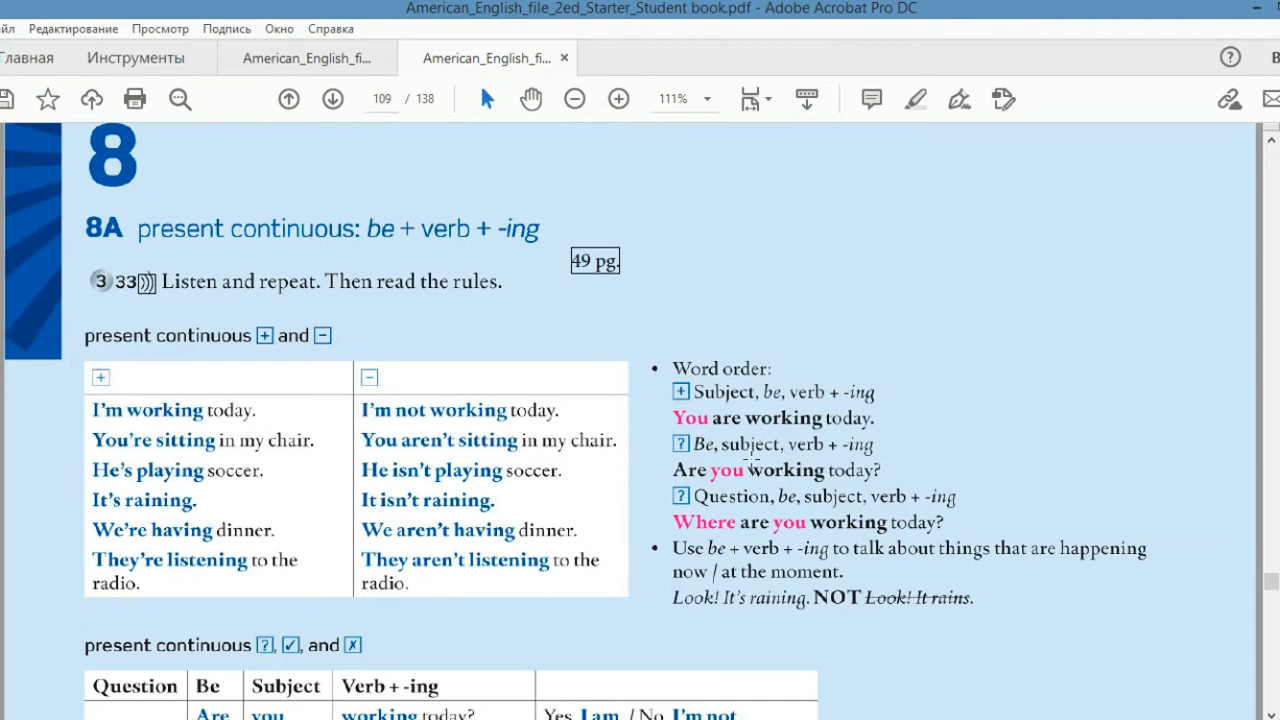 American_English_file_2ed_Starter_Student book.pdf - Adobe Acrobat Pro DC
йл Редактирование Просмотр Подпись Окно Справка
Главная Инструменты American_English_fi... American_English_fi... ×
109 / 138 111%
8
8A present continuous: be + verb + -ing
49 pg.
3 33 Listen and repeat. Then read the rules.
present continuous + and −
+ −
I'm working today. I'm not working today.
You're sitting in my chair. You aren't sitting in my chair.
He's playing soccer. He isn't playing soccer.
It's raining. It isn't raining.
We're having dinner. We aren't having dinner.
They're listening to the They aren't listening to the
radio. radio.
• Word order:
+ Subject, be, verb + -ing
You are working today.
? Be, subject, verb + -ing
Are you working today?
? Question, be, subject, verb + -ing
Where are you working today?
• Use be + verb + -ing to talk about things that are happening
now / at the moment.
Look! It's raining. NOT Look! It rains.
present continuous ?, ✓, and ✗
Question Be Subject Verb + -ing
Are you working today? Yes, I am. / No, I'm not.